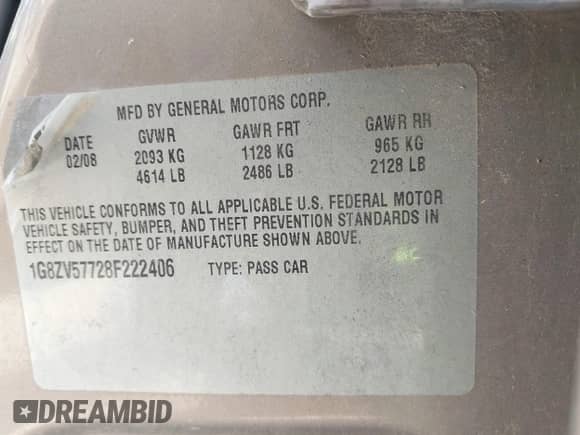 MFD BY GENERAL MOTORS CORP.
DATE GVWR GAWR FRT GAWR RR
02/08 2093 KG 1128 KG 965 KG
4614 LB 2486 LB 2128 LB
THIS VEHICLE CONFORMS TO ALL APPLICABLE U.S. FEDERAL MOTOR
VEHICLE SAFETY, BUMPER, AND THEFT PREVENTION STANDARDS IN
EFFECT ON THE DATE OF MANUFACTURE SHOWN ABOVE.
1G8ZV57728F222406 TYPE: PASS CAR
DREAMBID